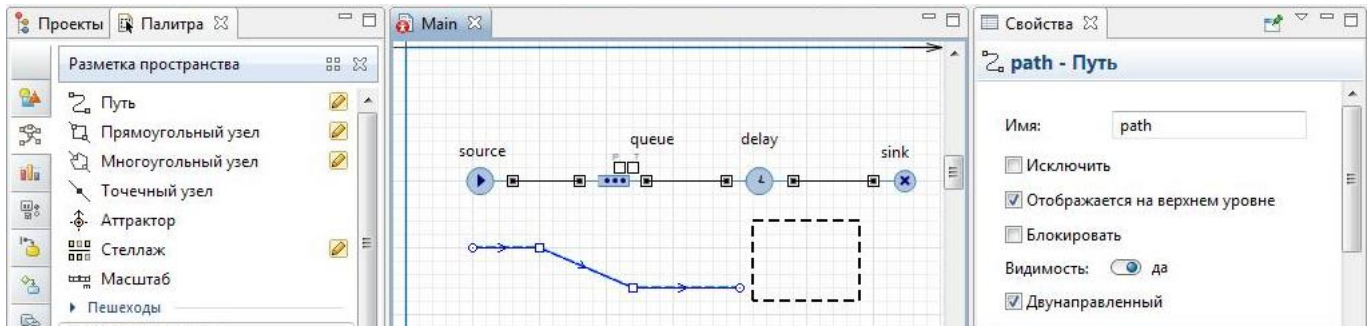 Проекты
Палитра
Разметка пространства
Путь
Прямоугольный узел
Многоугольный узел
Точечный узел
Аттрактор
Стеллаж
Масштаб
Пешеходы
Main
source
queue
delay
sink
P T
Свойства
path - Путь
Имя: path
Исключить
Отображается на верхнем уровне
Блокировать
Видимость: да
Двунаправленный